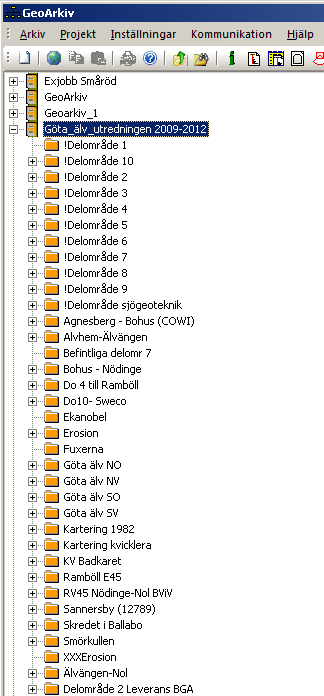 GeoArkiv
Arkiv Projekt Inställningar Kommunikation Hjälp
Exjobb Småröd
GeoArkiv
Geoarkiv_1
Göta_älv_utredningen 2009-2012
!Delområde 1
!Delområde 10
!Delområde 2
!Delområde 3
!Delområde 4
!Delområde 5
!Delområde 6
!Delområde 7
!Delområde 8
!Delområde 9
!Delområde sjögeoteknik
Agnesberg - Bohus (COWI)
Alvhem-Älvängen
Befintliga delomr 7
Bohus - Nödinge
Do 4 till Ramböll
Do10- Sweco
Ekanobel
Erosion
Fuxerna
Göta älv NO
Göta älv NV
Göta älv SO
Göta älv SV
Kartering 1982
Kartering kvicklera
KV Badkaret
Ramböll E45
RV45 Nödinge-Nol BViV
Sannersby (12789)
Skredet i Ballabo
Smörkullen
XXXErosion
Älvängen-Nol
Delområde 2 Leverans BGA